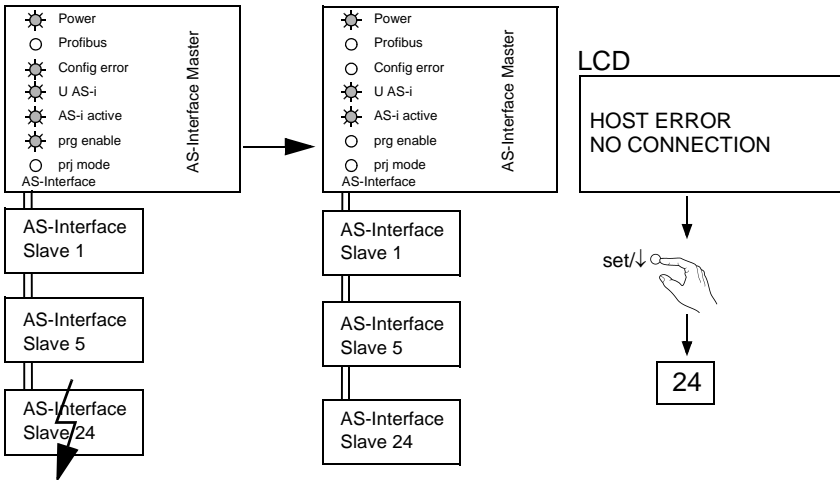 Power
Profibus
Config error
U AS-i
AS-i active
prg enable
prj mode
AS-Interface
AS-Interface Master
AS-Interface
Slave 1
AS-Interface
Slave 5
AS-Interface
Slave 24
Power
Profibus
Config error
U AS-i
AS-i active
prg enable
prj mode
AS-Interface
AS-Interface Master
AS-Interface
Slave 1
AS-Interface
Slave 5
AS-Interface
Slave 24
LCD
HOST ERROR
NO CONNECTION
set/↓
24